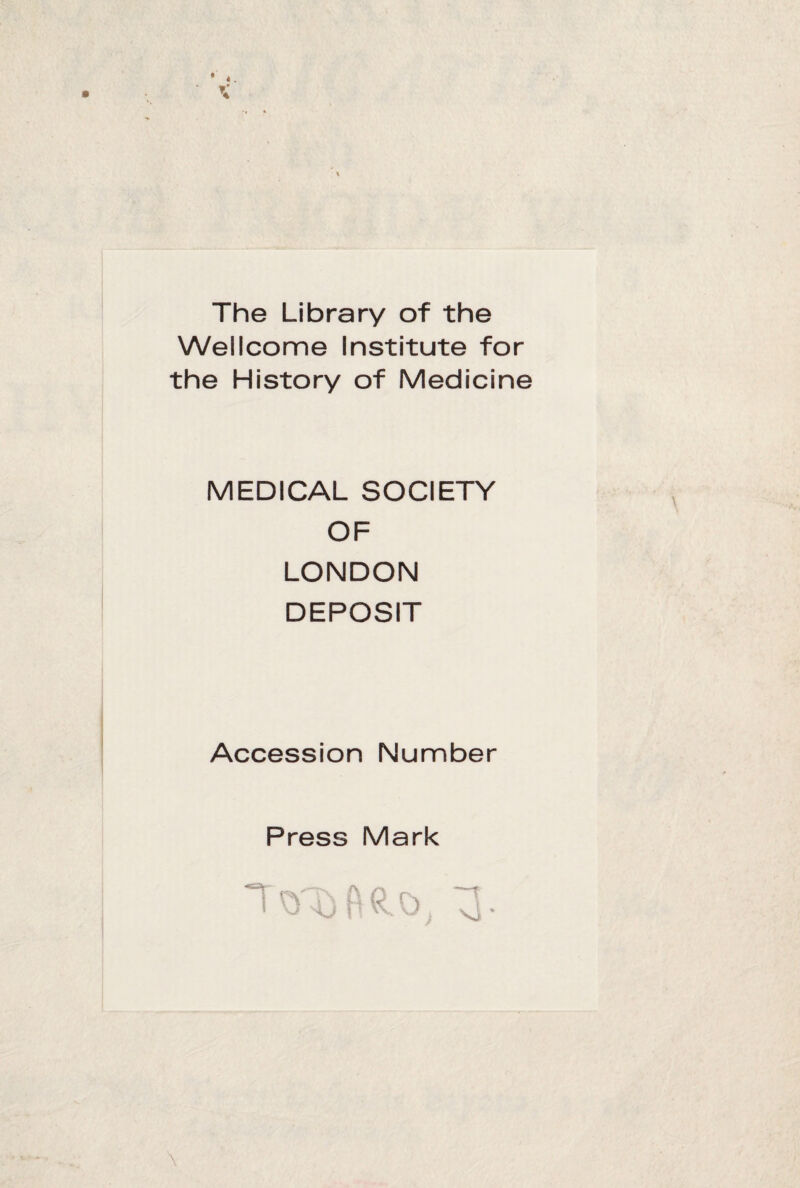 The Library of the
Wellcome Institute for
the History of Medicine
MEDICAL SOCIETY
OF
LONDON
DEPOSIT
Accession Number
Press Mark
TODARO, J.